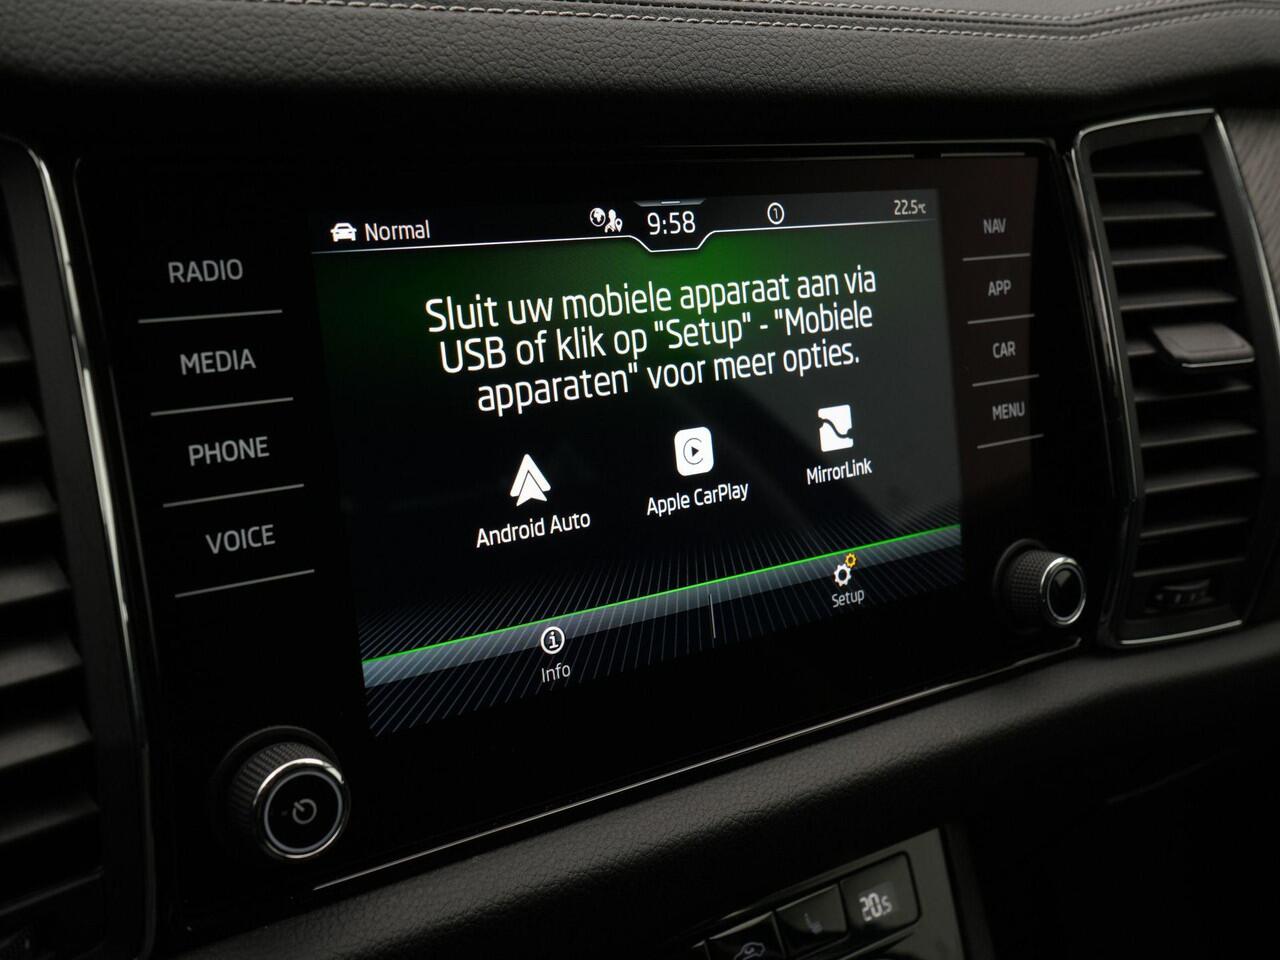 Normal
9:58
1
22.5°C
RADIO
MEDIA
PHONE
VOICE
Sluit uw mobiele apparaat aan via
USB of klik op "Setup" - "Mobiele
apparaten" voor meer opties.
Android Auto
Apple CarPlay
MirrorLink
Info
Setup
NAV
APP
CAR
MENU
20.5